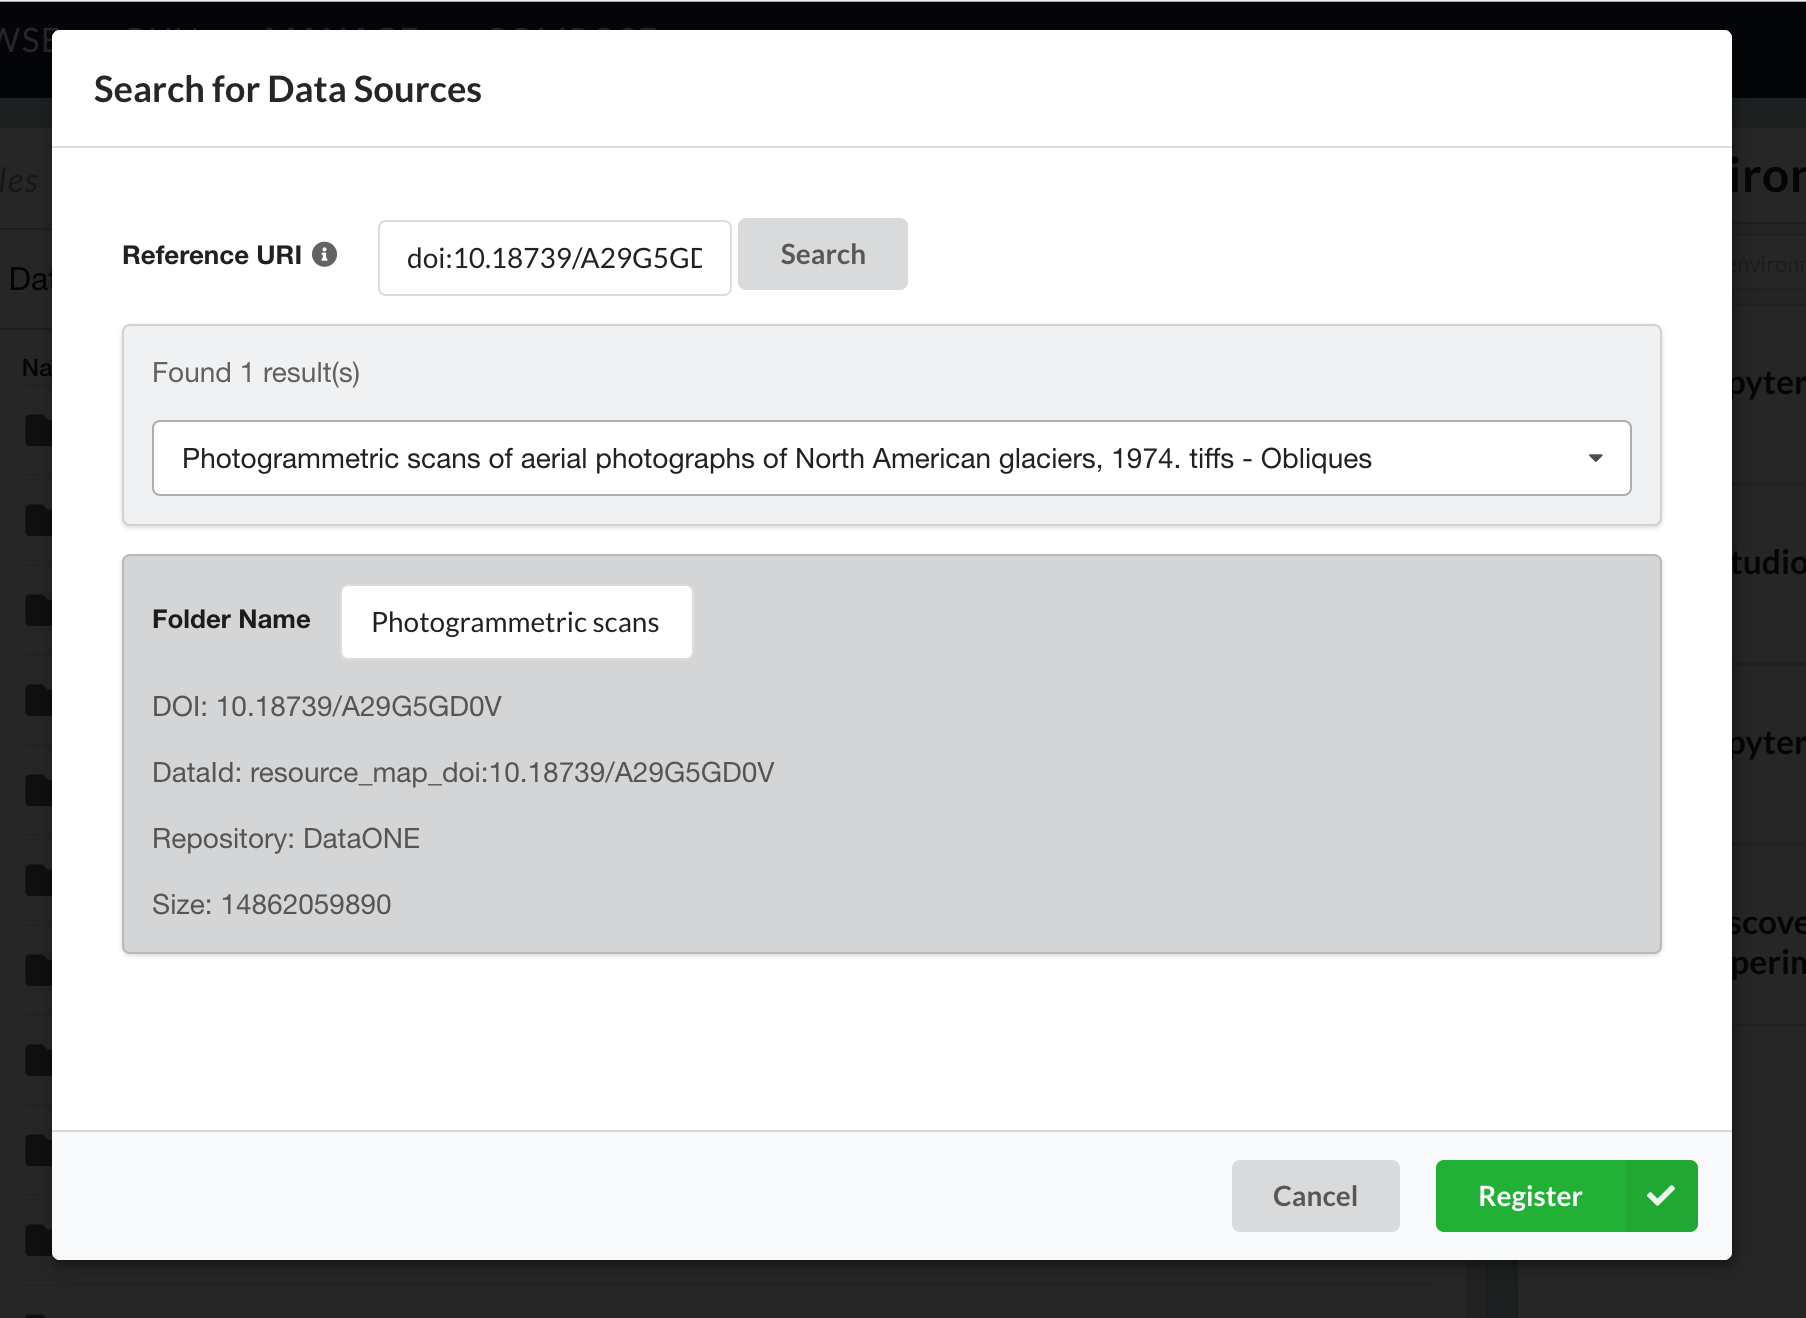 Search for Data Sources
Reference URI
doi:10.18739/A29G5GD
Search
Found 1 result(s)
Photogrammetric scans of aerial photographs of North American glaciers, 1974. tiffs - Obliques
Folder Name
Photogrammetric scans
DOI: 10.18739/A29G5GD0V
DataId: resource_map_doi:10.18739/A29G5GD0V
Repository: DataONE
Size: 14862059890
Cancel
Register